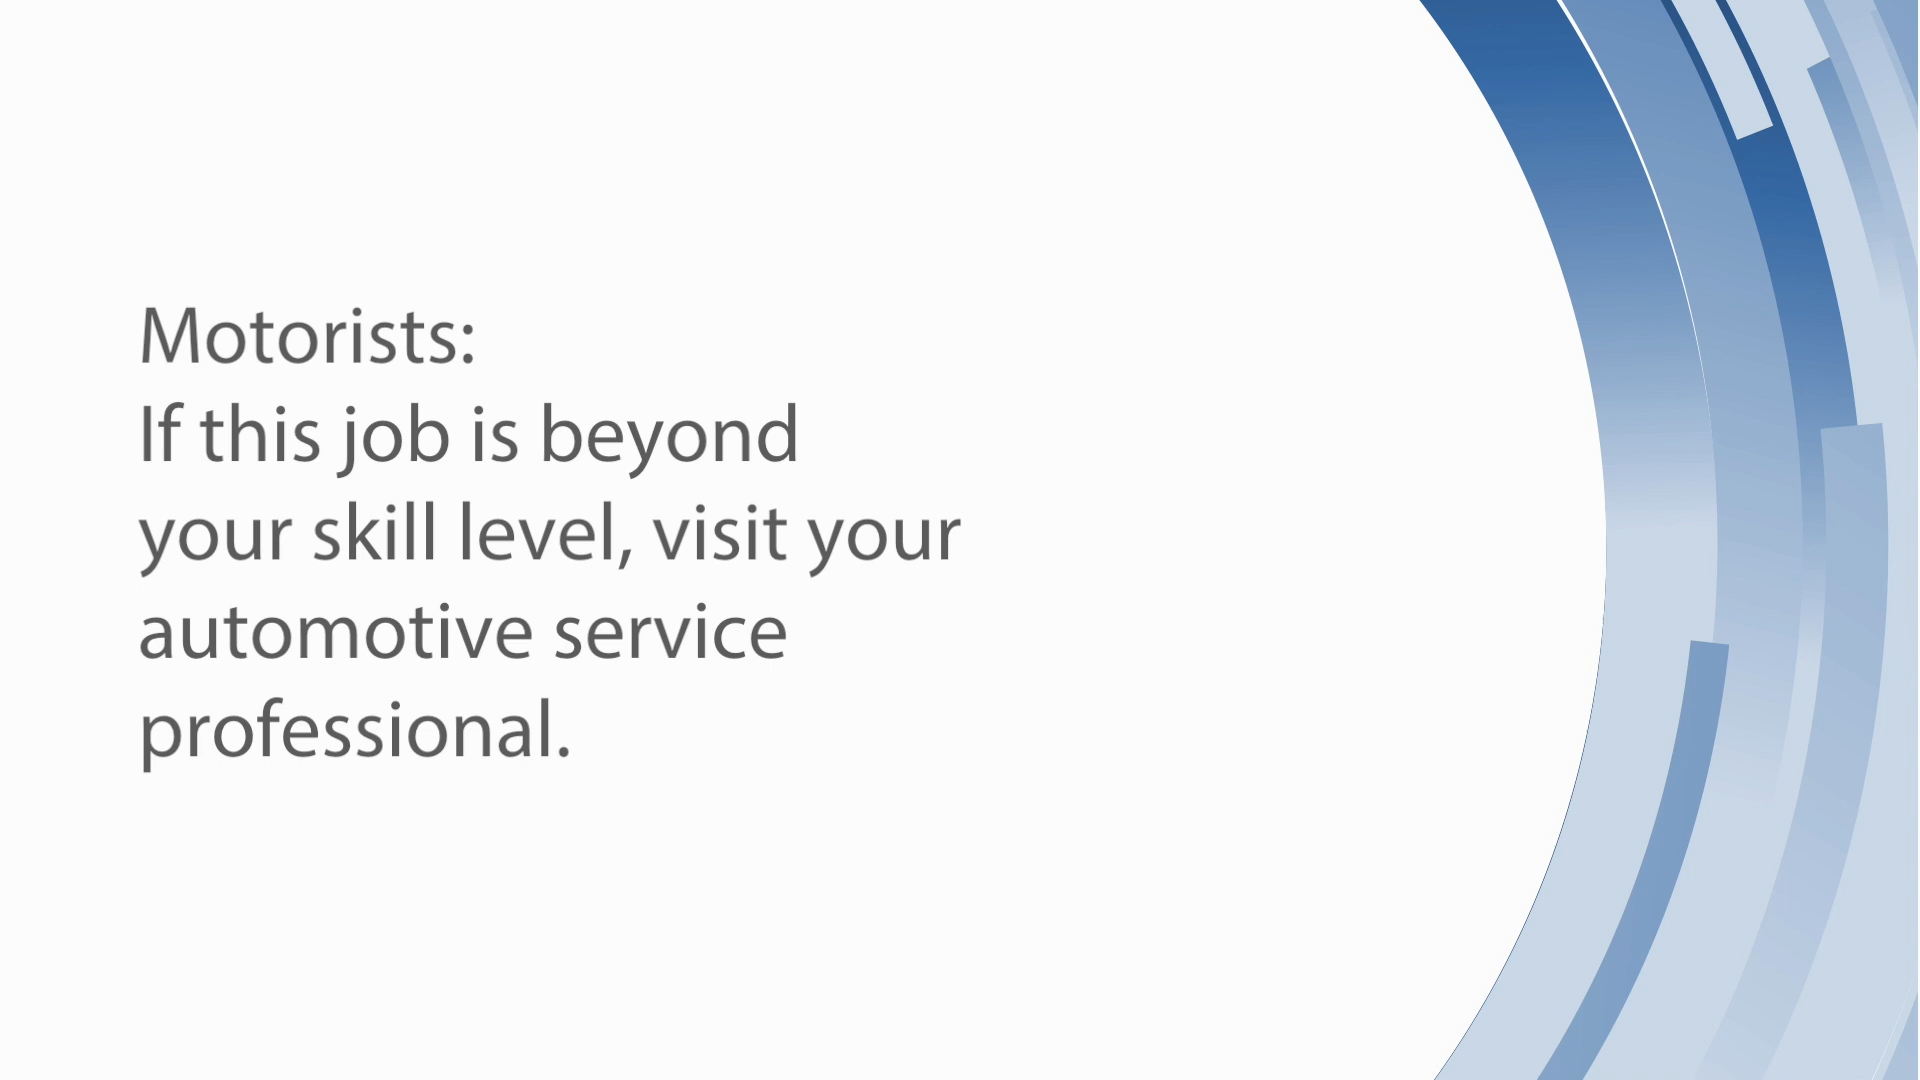 Motorists:
If this job is beyond
your skill level, visit your
automotive service
professional.